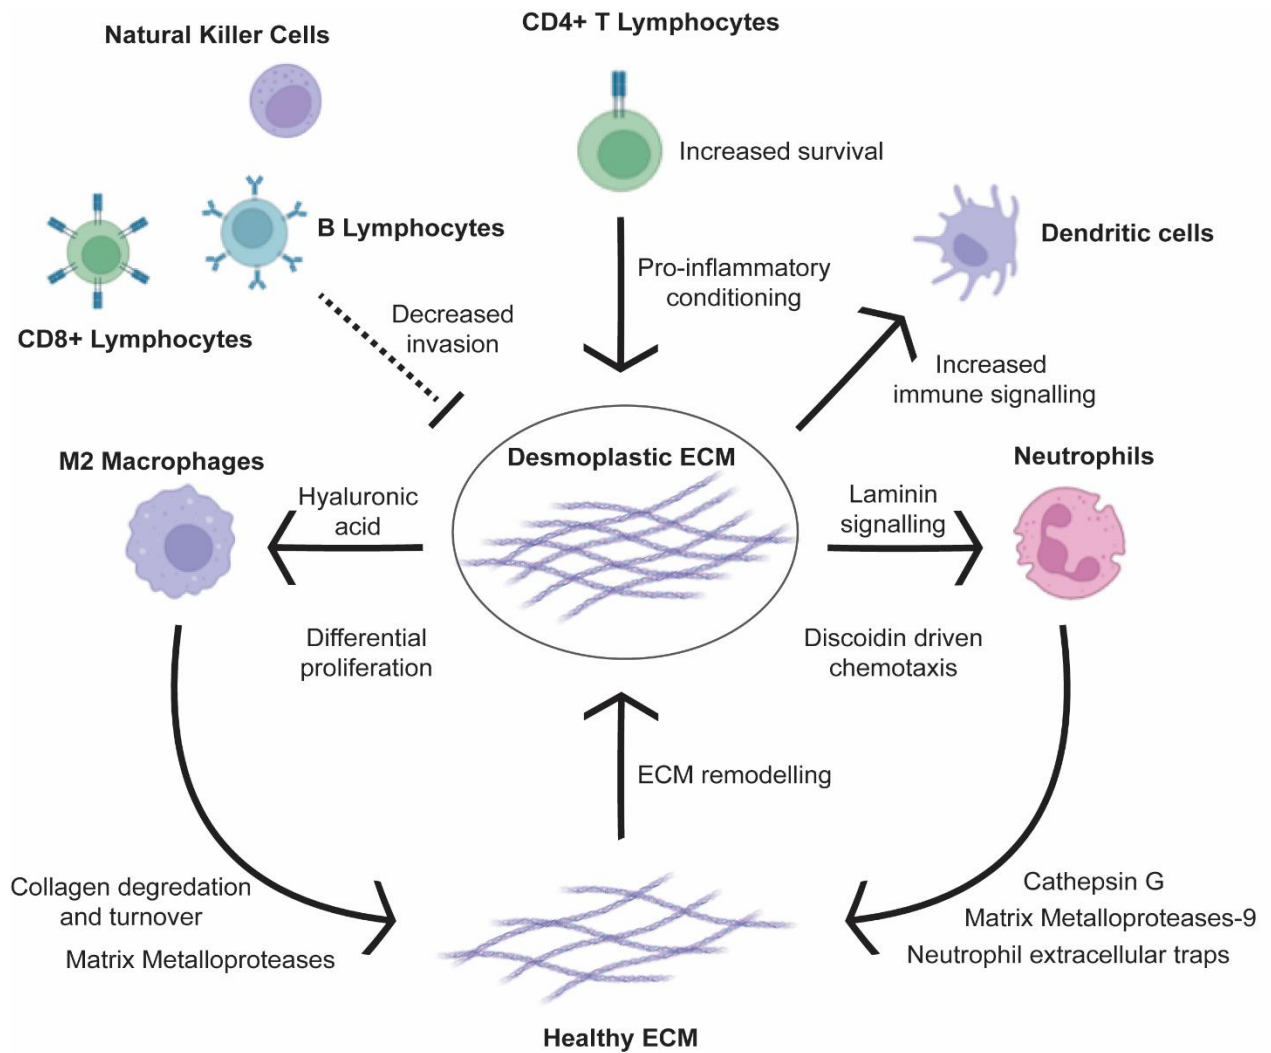 CD4+ T Lymphocytes
Natural Killer Cells
Increased survival
B Lymphocytes
Dendritic cells
Pro-inflammatory
conditioning
Decreased
invasion
CD8+ Lymphocytes
Increased
immune signalling
Desmoplastic ECM
M2 Macrophages
Neutrophils
Hyaluronic
acid
Laminin
signalling
Differential
proliferation
Discoidin driven
chemotaxis
ECM remodelling
Collagen degredation
and turnover
Matrix Metalloproteases
Cathepsin G
Matrix Metalloproteases-9
Neutrophil extracellular traps
Healthy ECM